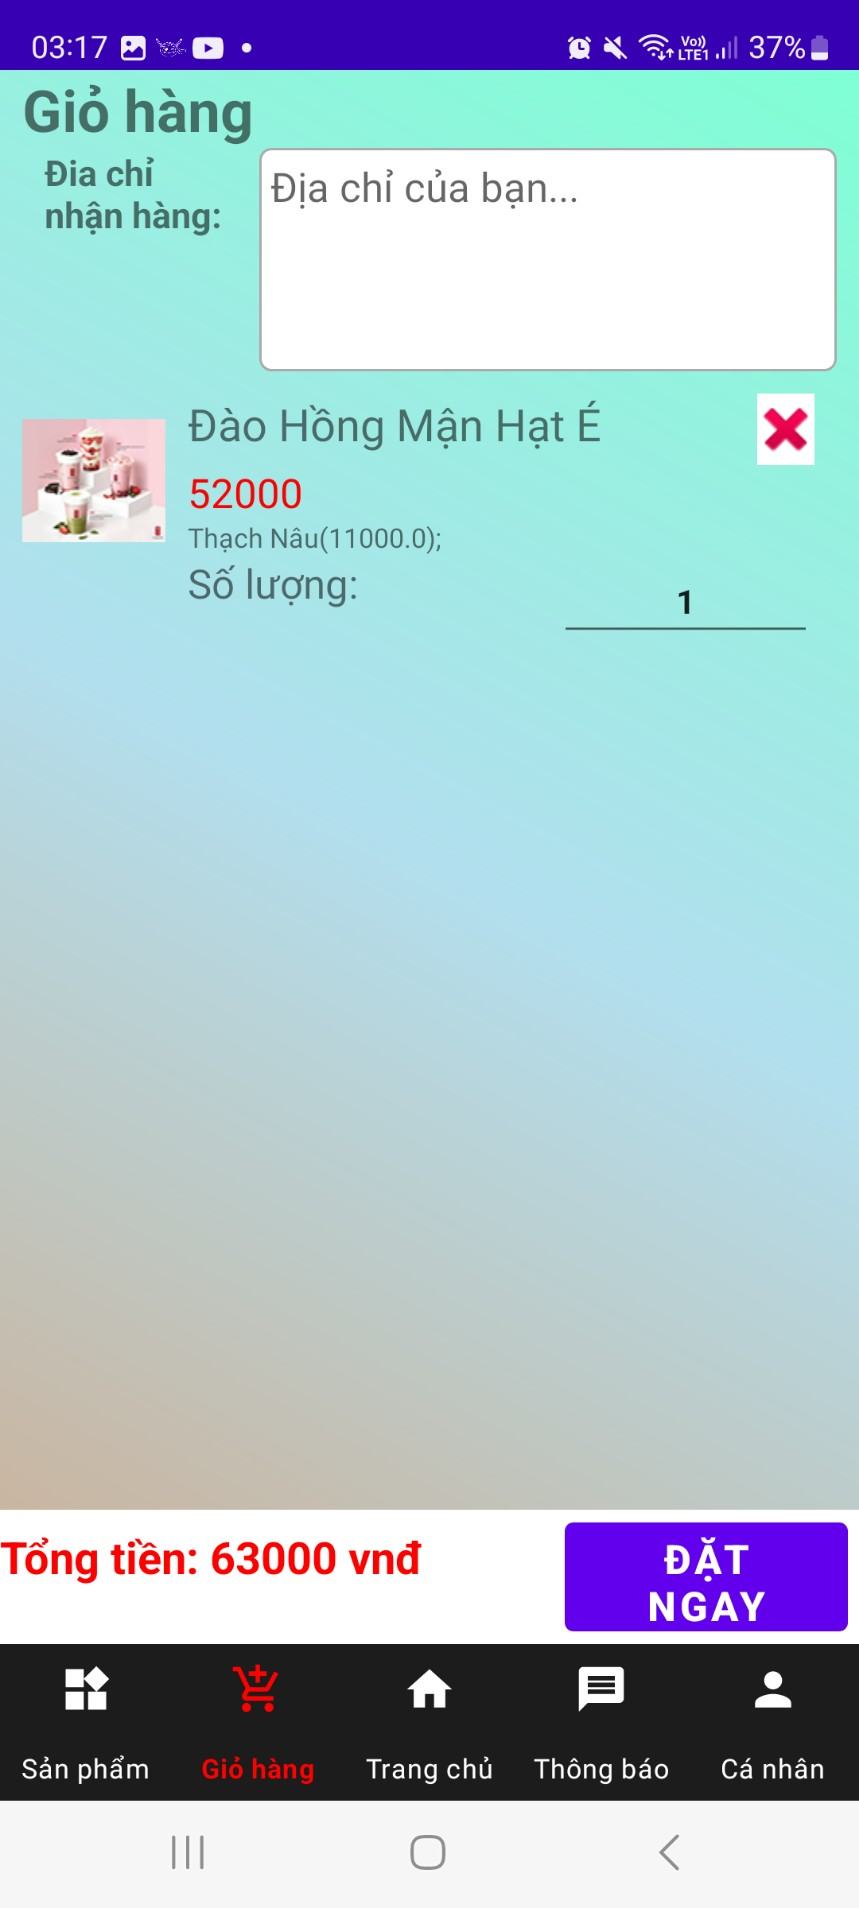 03:17
Vo))
LTE1
37%
Giỏ hàng
Đia chỉ
nhận hàng:
Địa chỉ của bạn...
Đào Hồng Mận Hạt É
52000
Thạch Nâu(11000.0);
Số lượng:
1
Tổng tiền: 63000 vnđ
ĐẶT
NGAY
Sản phẩm
Giỏ hàng
Trang chủ
Thông báo
Cá nhân